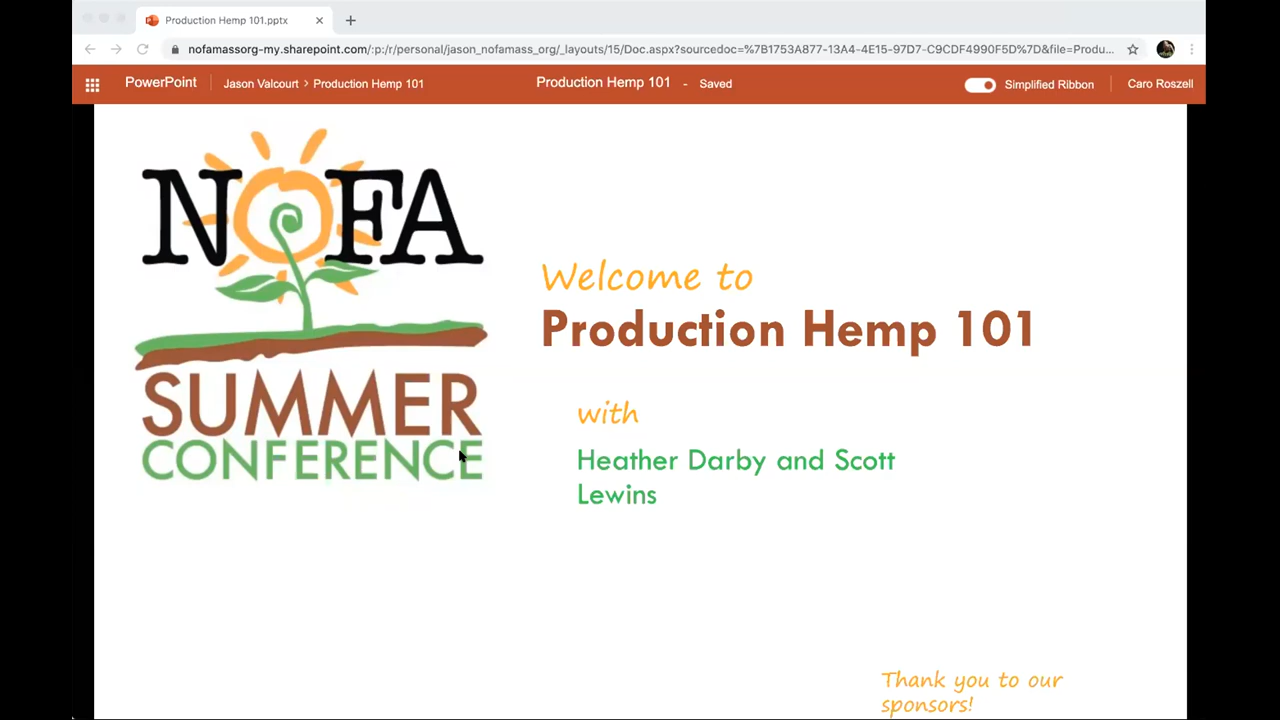 Production Hemp 101.pptx
nofamassorg-my.sharepoint.com/:p:/r/personal/jason_nofamass_org/_layouts/15/Doc.aspx?sourcedoc=%7B1753A877-13A4-4E15-97D7-C9CDF4990F5D%7D&file=Produ...
PowerPoint Jason Valcourt > Production Hemp 101 Production Hemp 101 - Saved Simplified Ribbon Caro Roszell
NOFA
SUMMER
CONFERENCE
Welcome to
Production Hemp 101
with
Heather Darby and Scott
Lewins
Thank you to our
sponsors!